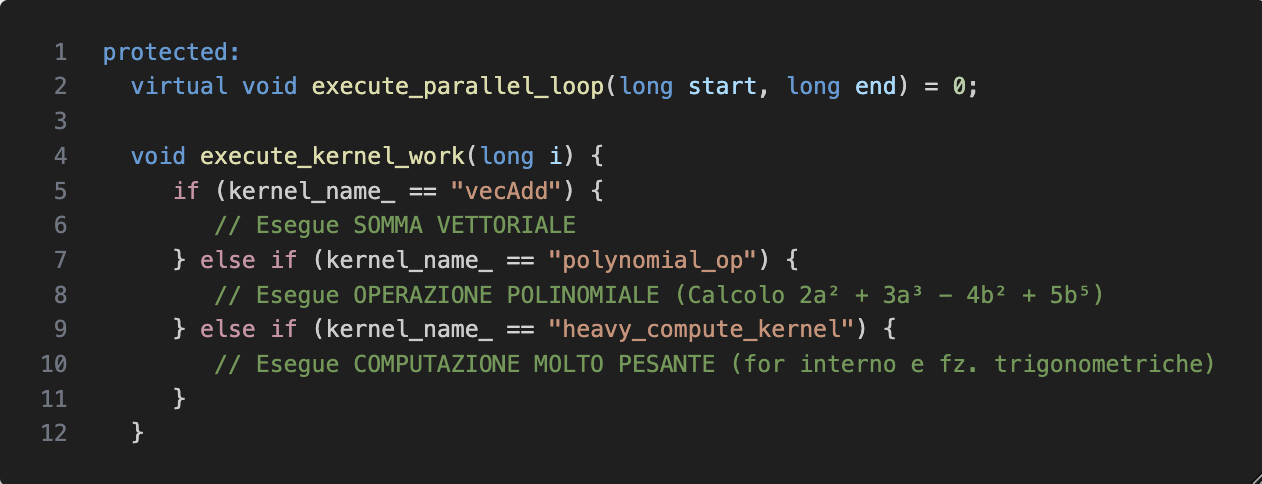 1 protected:
2   virtual void execute_parallel_loop(long start, long end) = 0;
3
4   void execute_kernel_work(long i) {
5      if (kernel_name_ == "vecAdd") {
6         // Esegue SOMMA VETTORIALE
7      } else if (kernel_name_ == "polynomial_op") {
8         // Esegue OPERAZIONE POLINOMIALE (Calcolo 2a² + 3a³ − 4b² + 5b⁵)
9      } else if (kernel_name_ == "heavy_compute_kernel") {
10         // Esegue COMPUTAZIONE MOLTO PESANTE (for interno e fz. trigonometriche)
11      }
12   }